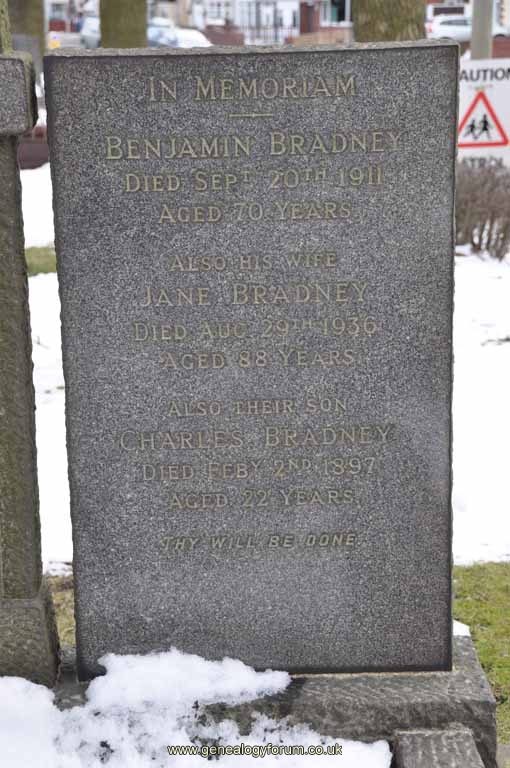 IN MEMORIAM
BENJAMIN BRADNEY
DIED SEPT 20TH 1911
AGED 70 YEARS
ALSO HIS WIFE
JANE BRADNEY
DIED AUG. 29TH 1936
AGED 88 YEARS
ALSO THEIR SON
CHARLES BRADNEY
DIED FEBY 2ND 1897
AGED 22 YEARS.
THY WILL BE DONE
AUTION
TROL
www.genealogyforum.co.uk